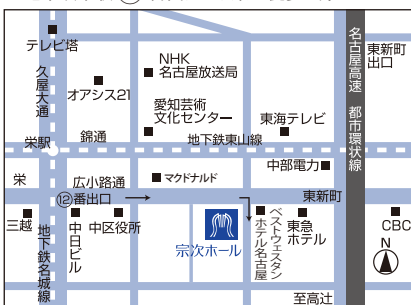 テレビ塔
久屋大通
オアシス21
NHK
名古屋放送局
愛知芸術
文化センター
東海テレビ
名古屋高速 都市環状線
東新町
出口
栄駅
錦通
地下鉄東山線
中部電力
栄
広小路通
マクドナルド
東新町
⑫番出口
三越
地下鉄名城線
中日ビル
中区役所
宗次ホール
ベストウェスタン
ホテル名古屋
東急
ホテル
CBC
N
至高辻